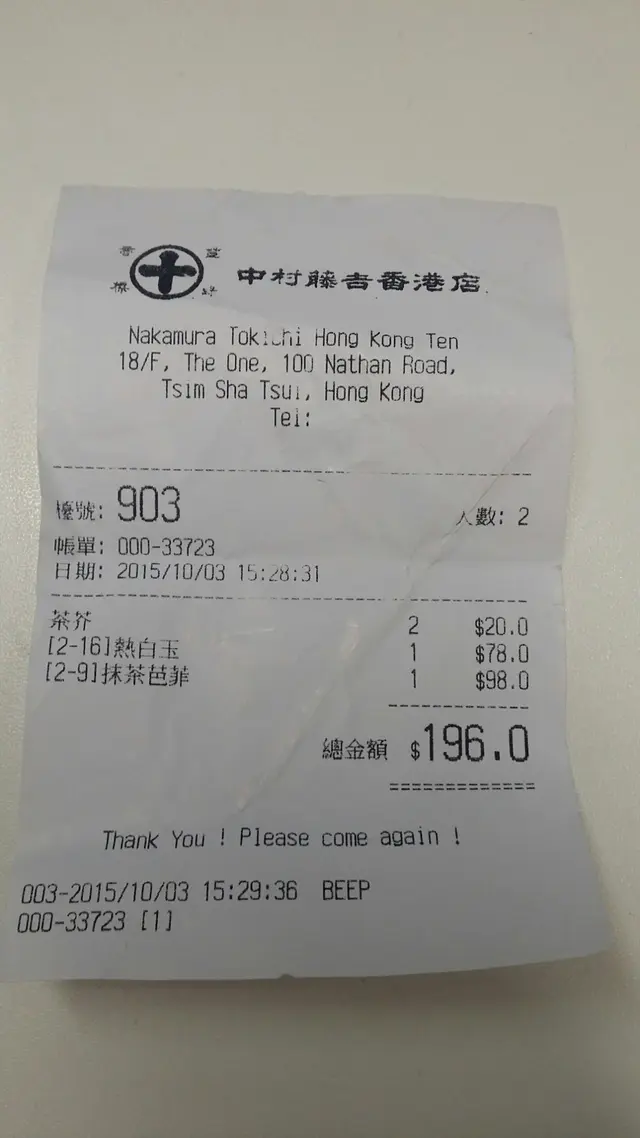 中村藤吉香港店
Nakamura Tokichi Hong Kong Ten
18/F, The One, 100 Nathan Road,
Tsim Sha Tsui, Hong Kong
Tel:
檯號: 903 人數: 2
帳單: 000-33723
日期: 2015/10/03 15:28:31
茶芥 2 $20.0
[2-16]熱白玉 1 $78.0
[2-9]抹茶芭菲 1 $98.0
總金額 $196.0
Thank You ! Please come again !
003-2015/10/03 15:29:36 BEEP
000-33723 [1]